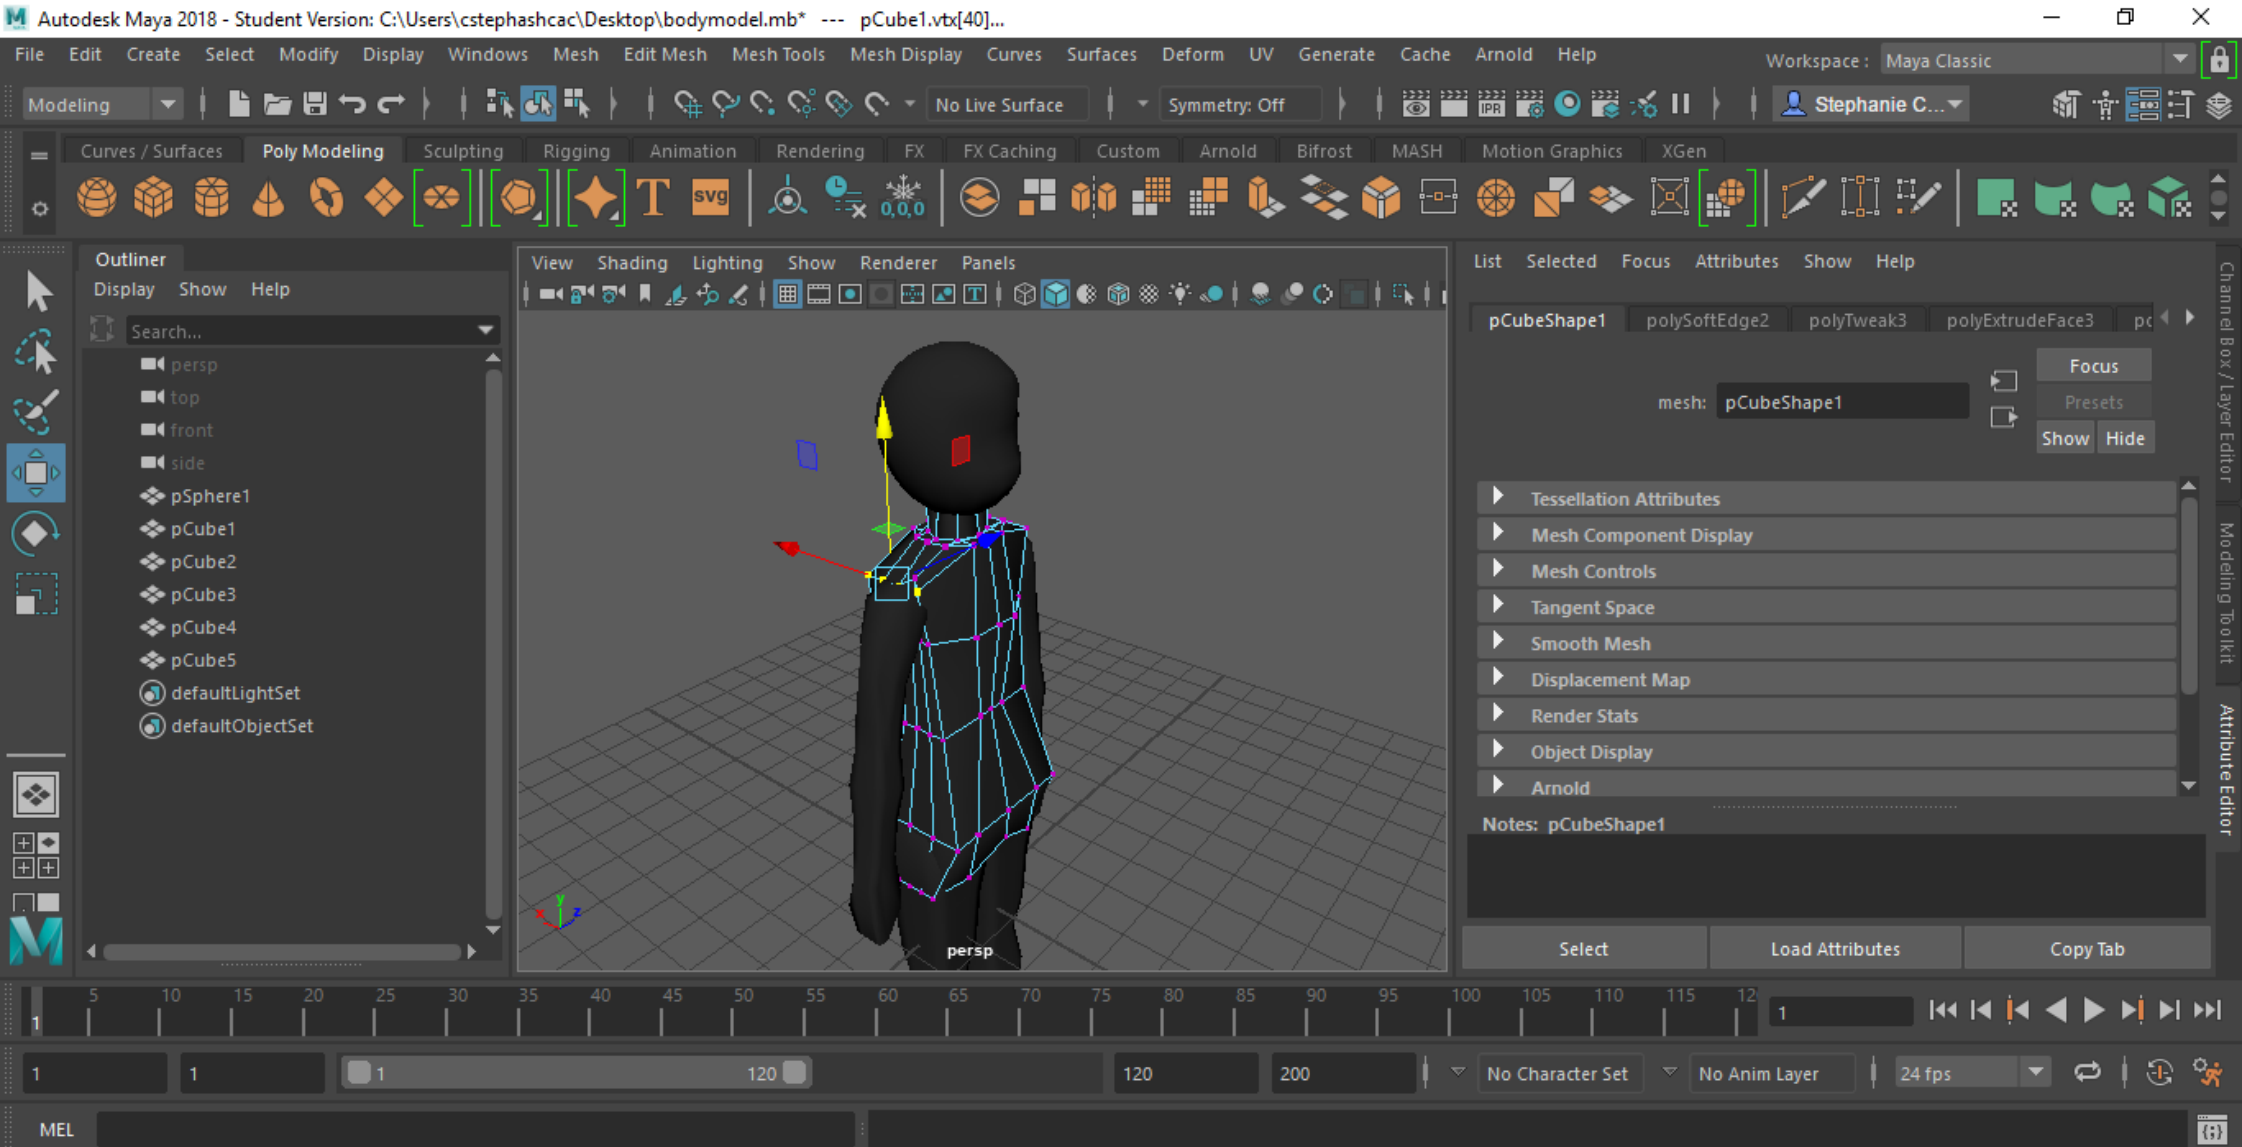 Autodesk Maya 2018 - Student Version: C:\Users\cstephashcac\Desktop\bodymodel.mb*   ---   pCube1.vtx[40]...
File Edit Create Select Modify Display Windows Mesh Edit Mesh Mesh Tools Mesh Display Curves Surfaces Deform UV Generate Cache Arnold Help Workspace : Maya Classic
Modeling No Live Surface Symmetry: Off IPR Stephanie C...
Curves / Surfaces Poly Modeling Sculpting Rigging Animation Rendering FX FX Caching Custom Arnold Bifrost MASH Motion Graphics XGen
T svg 0,0,0
Outliner
Display Show Help
Search...
persp
top
front
side
pSphere1
pCube1
pCube2
pCube3
pCube4
pCube5
defaultLightSet
defaultObjectSet
View Shading Lighting Show Renderer Panels
T
y
x z
persp
List Selected Focus Attributes Show Help
pCubeShape1 polySoftEdge2 polyTweak3 polyExtrudeFace3 pc
Focus
mesh: pCubeShape1 Presets
Show Hide
Tessellation Attributes
Mesh Component Display
Mesh Controls
Tangent Space
Smooth Mesh
Displacement Map
Render Stats
Object Display
Arnold
Notes: pCubeShape1
Select Load Attributes Copy Tab
Channel Box / Layer Editor
Modeling Toolkit
Attribute Editor
5 10 15 20 25 30 35 40 45 50 55 60 65 70 75 80 85 90 95 100 105 110 115 12
1 1
1 1 1 120 120 200 No Character Set No Anim Layer 24 fps
MEL